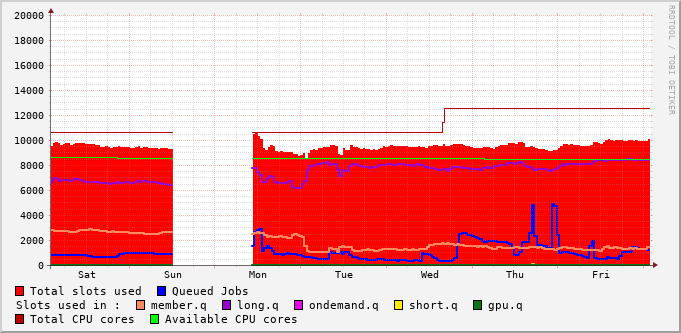 RRDTOOL / TOBI OETIKER
20000
18000
16000
14000
12000
10000
8000
6000
4000
2000
0
Sat Sun Mon Tue Wed Thu Fri
Total slots used Queued Jobs
Slots used in : member.q long.q ondemand.q short.q gpu.q
Total CPU cores Available CPU cores